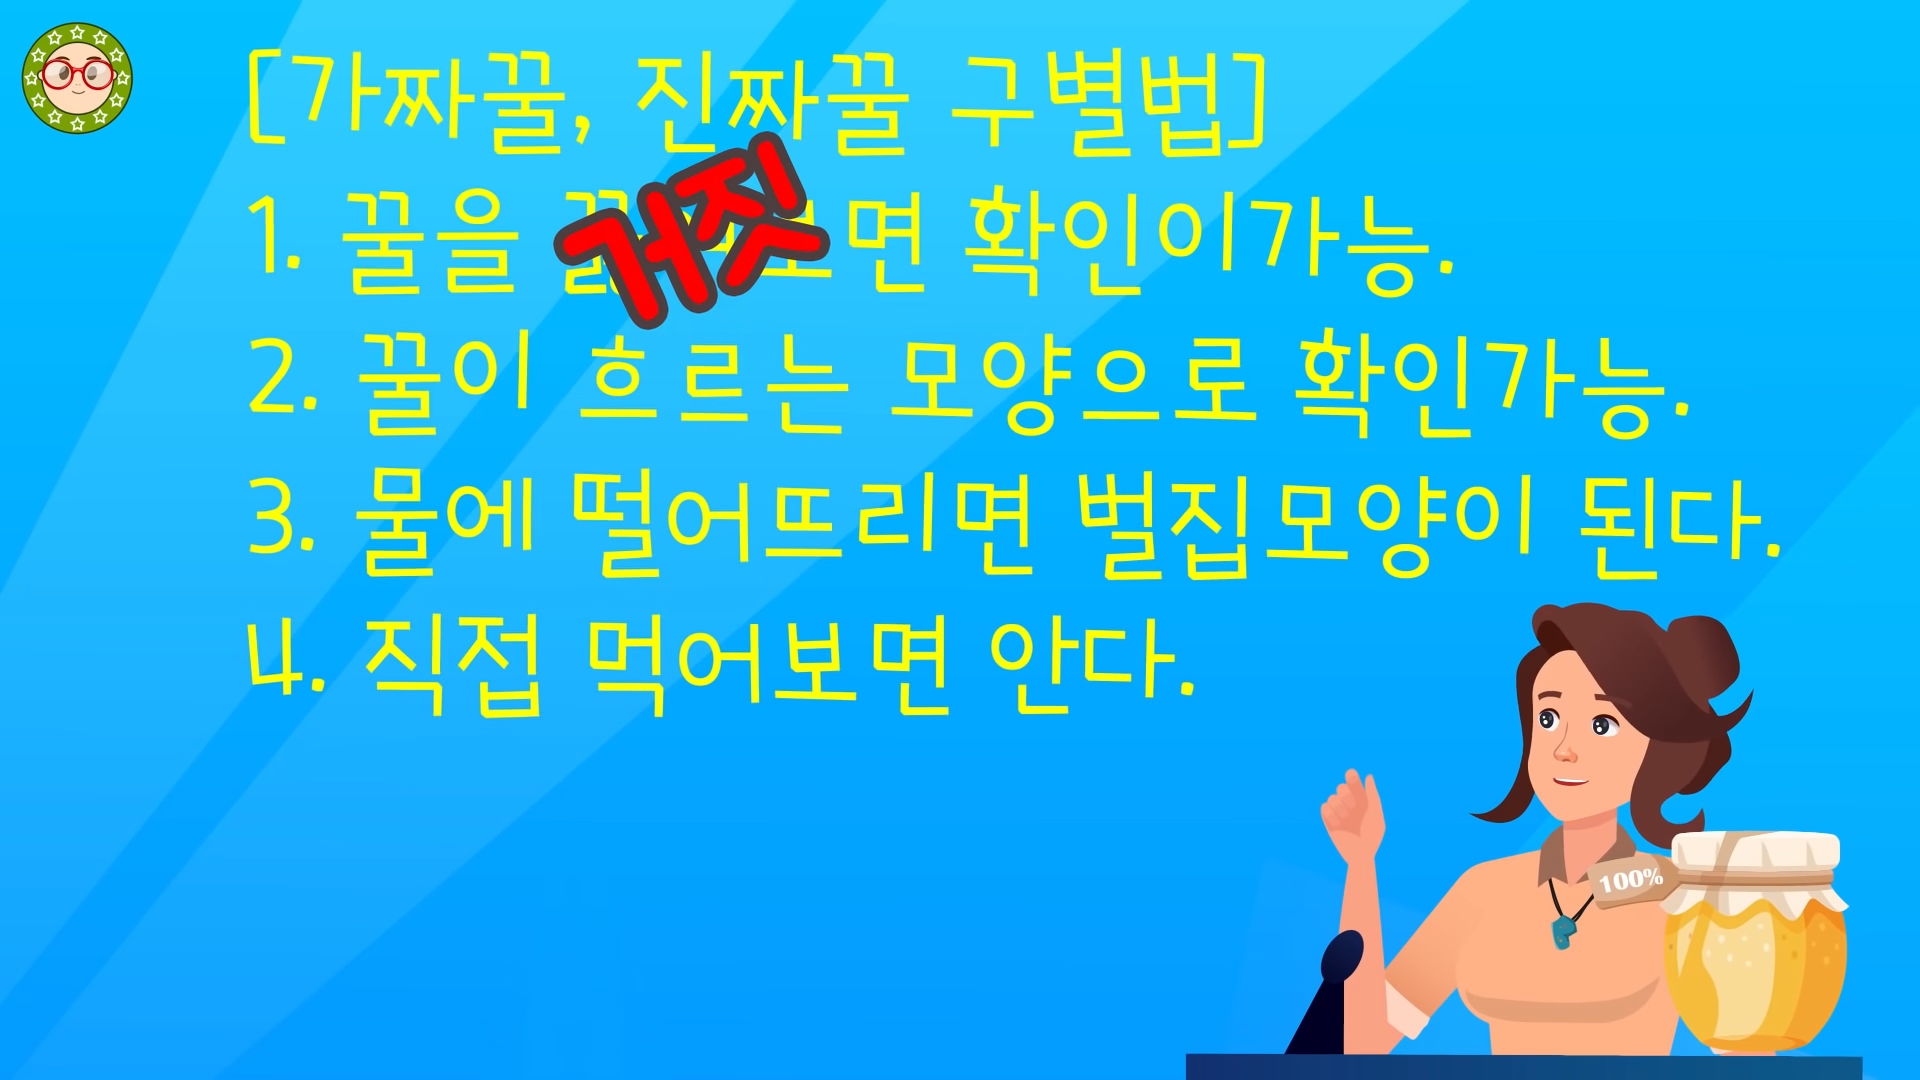 [가짜꿀, 진짜꿀 구별법]
1. 꿀을 보면 확인이가능.
거짓
2. 꿀이 흐르는 모양으로 확인가능.
3. 물에 떨어뜨리면 벌집모양이 된다.
4. 직접 먹어보면 안다.
100%